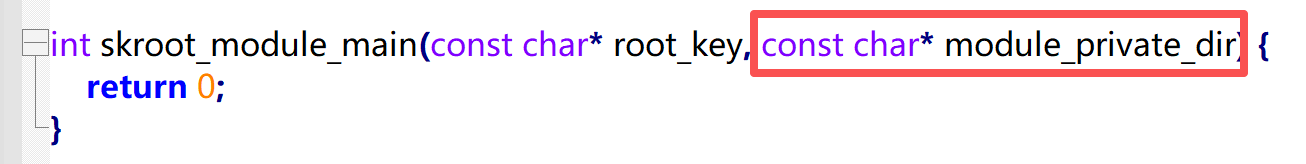 int skroot_module_main(const char* root_key, const char* module_private_dir) {
return 0;
}